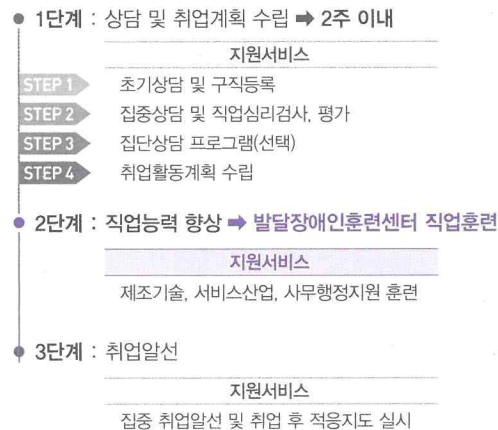 1단계 : 상담 및 취업계획 수립 ➡ 2주 이내
지원서비스
STEP 1 초기상담 및 구직등록
STEP 2 집중상담 및 직업심리검사, 평가
STEP 3 집단상담 프로그램(선택)
STEP 4 취업활동계획 수립
2단계 : 직업능력 향상 ➡ 발달장애인훈련센터 직업훈련
지원서비스
제조기술, 서비스산업, 사무행정지원 훈련
3단계 : 취업알선
지원서비스
집중 취업알선 및 취업 후 적응지도 실시